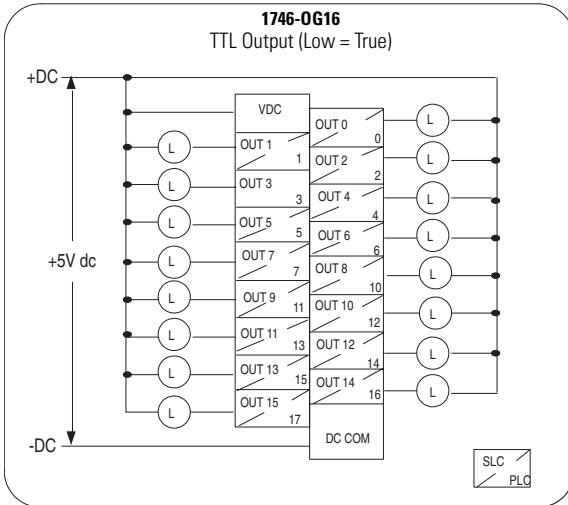 1746-OG16
TTL Output (Low = True)
+DC
VDC
OUT 0
0
L
L
OUT 1
1
OUT 2
2
L
L
OUT 3
3
OUT 4
4
L
L
OUT 5
5
OUT 6
6
L
+5V dc
L
OUT 7
7
OUT 8
10
L
L
OUT 9
11
OUT 10
12
L
L
OUT 11
13
OUT 12
14
L
L
OUT 13
15
OUT 14
16
L
L
OUT 15
17
-DC
DC COM
SLC
PLC